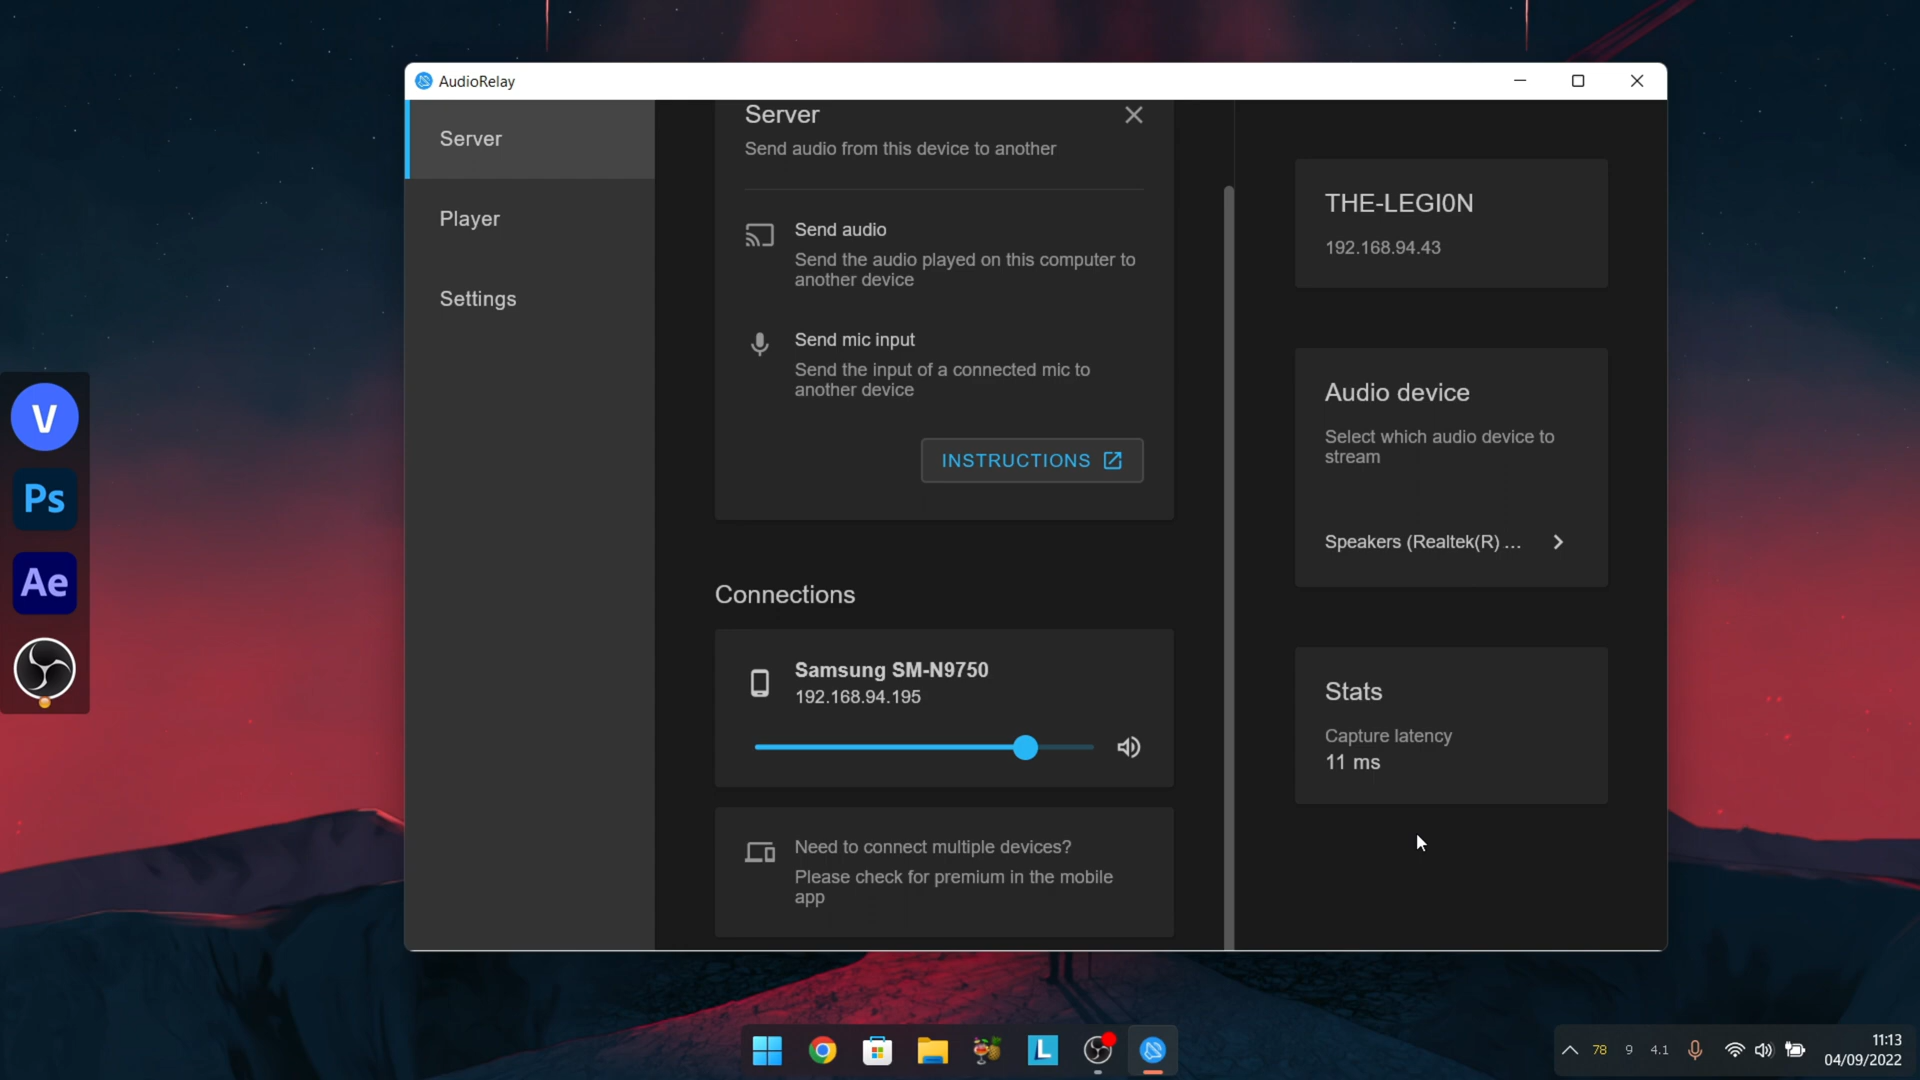 AudioRelay
Server
Player
Settings
Server
Send audio from this device to another
Send audio
Send the audio played on this computer to
another device
Send mic input
Send the input of a connected mic to
another device
INSTRUCTIONS
Connections
Samsung SM-N9750
192.168.94.195
Need to connect multiple devices?
Please check for premium in the mobile
app
THE-LEGI0N
192.168.94.43
Audio device
Select which audio device to
stream
Speakers (Realtek(R) ...
Stats
Capture latency
11 ms
V
Ps
Ae
L
78 9 4.1
11:13
04/09/2022